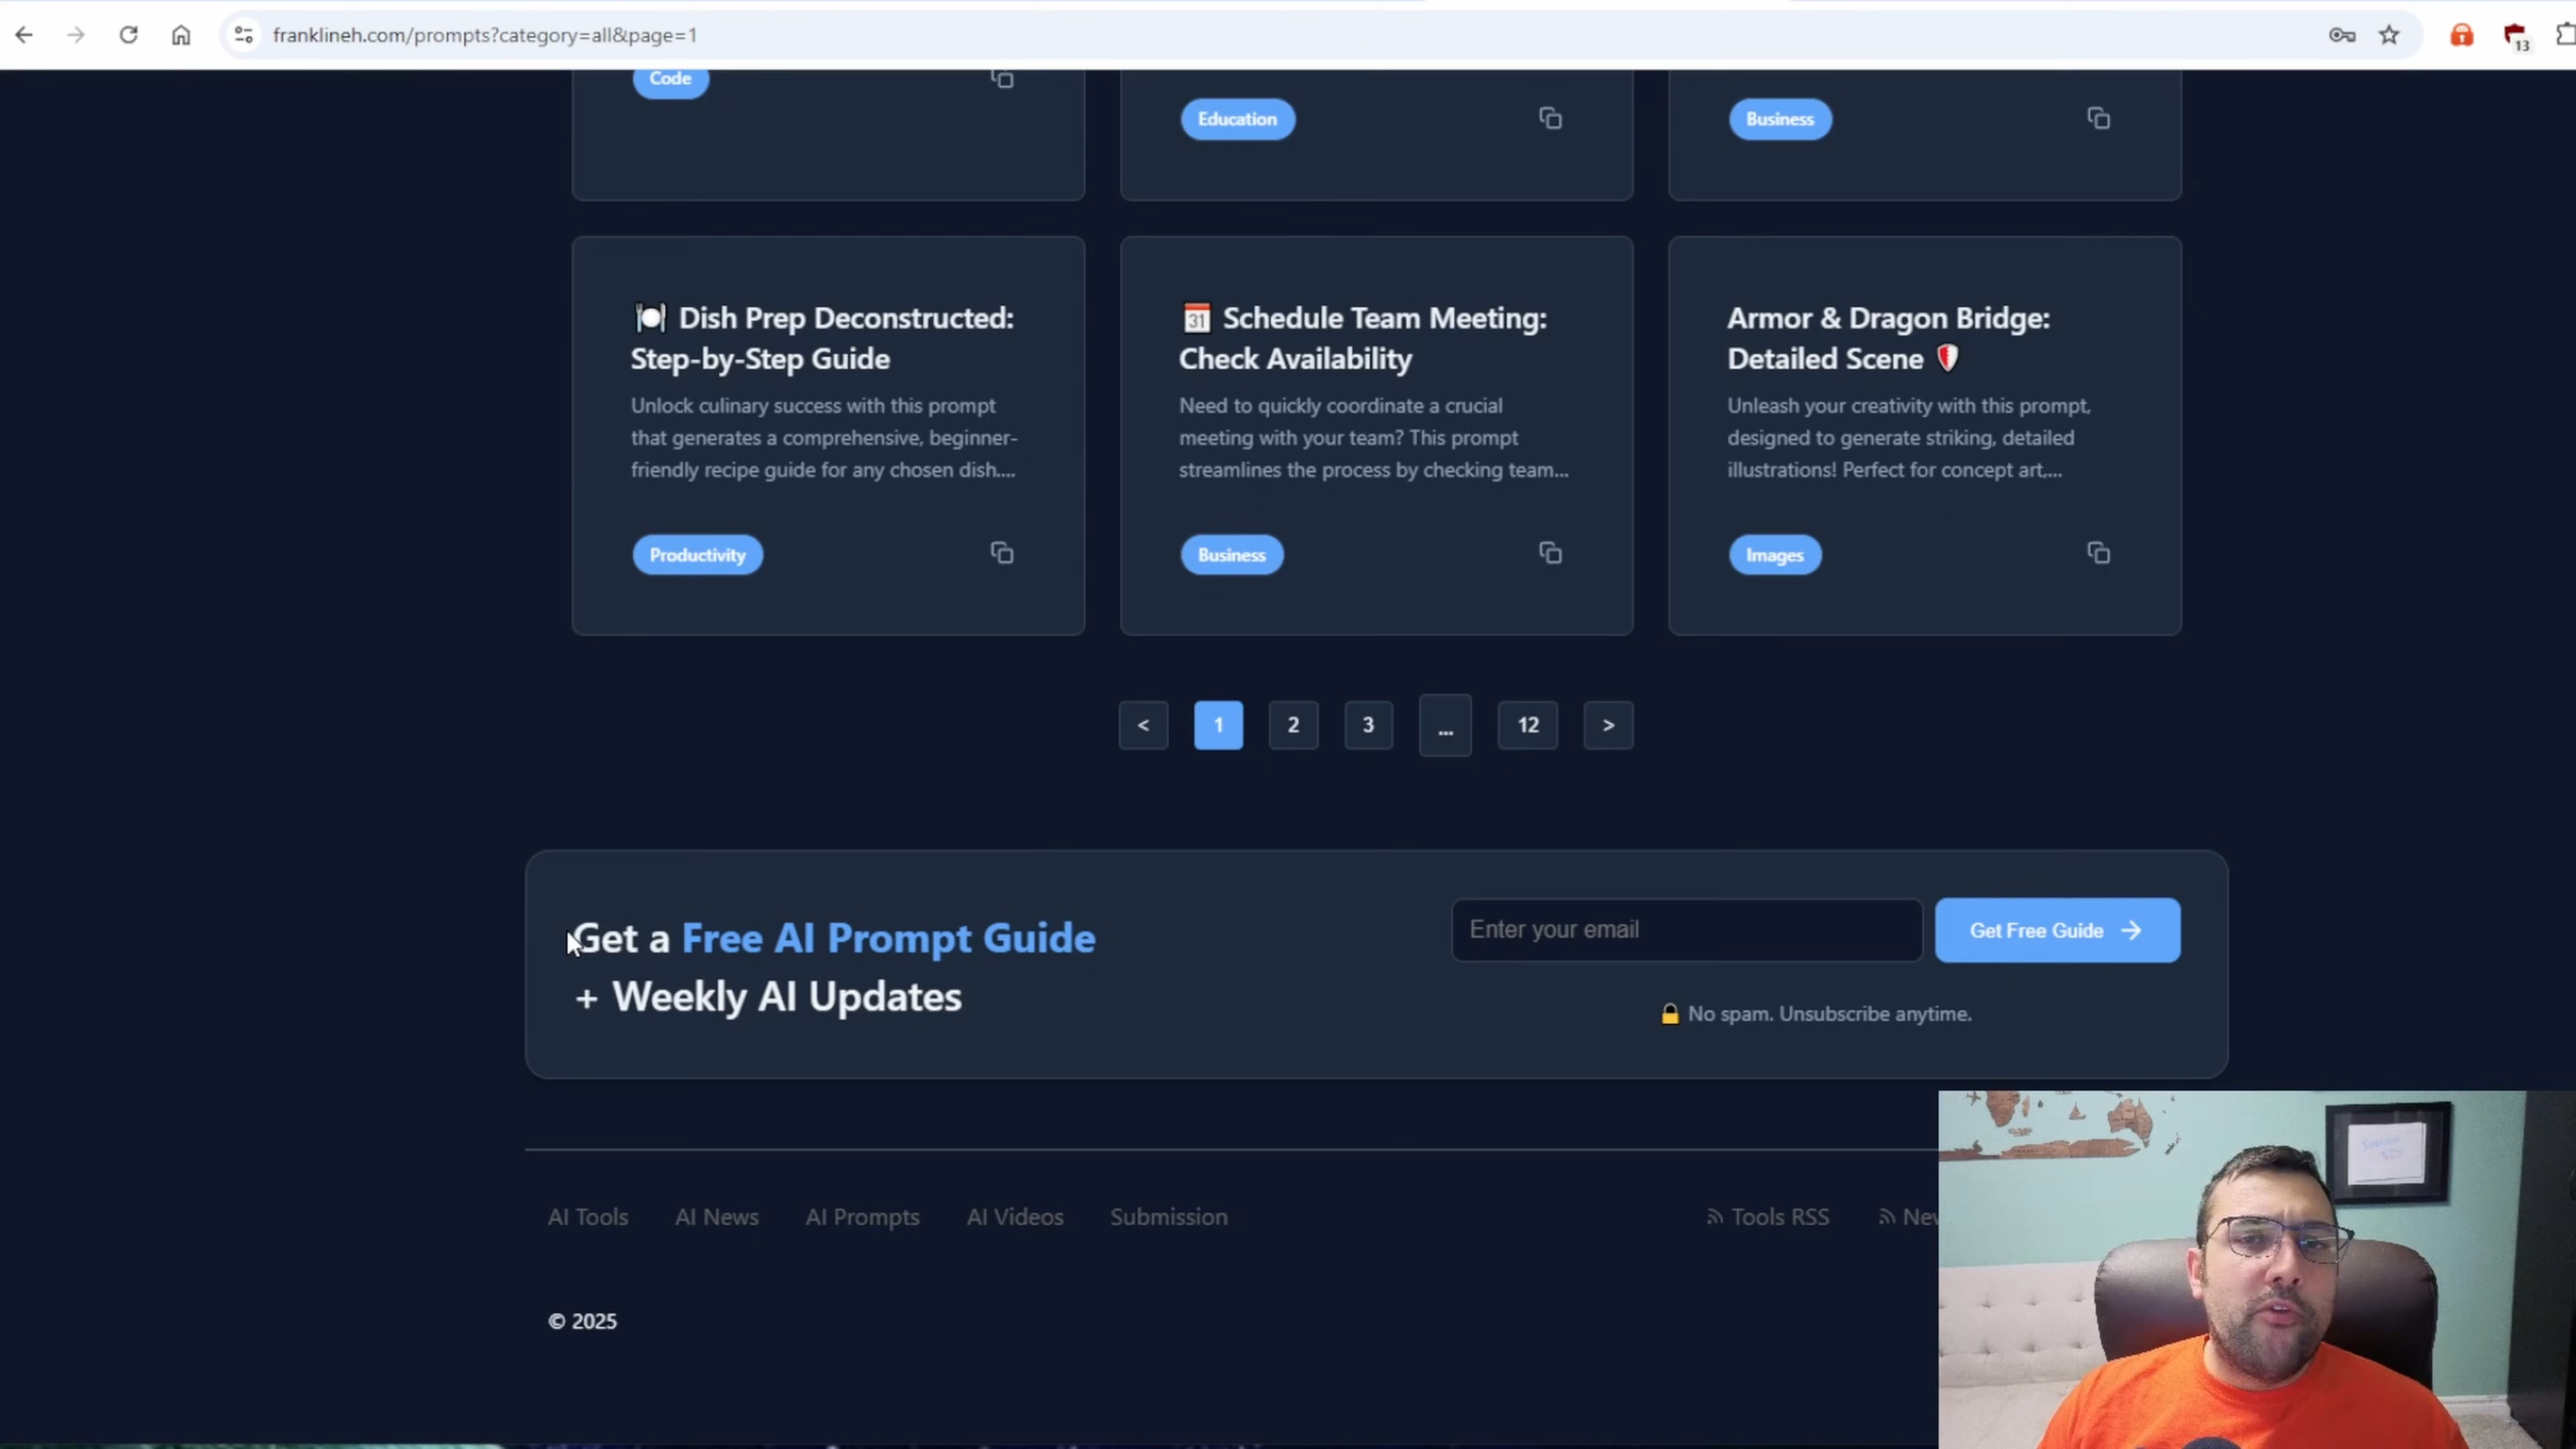 franklineh.com/prompts?category=all&page=1
13
Code
Education
Business
🍽️ Dish Prep Deconstructed:
Step-by-Step Guide
Unlock culinary success with this prompt
that generates a comprehensive, beginner-
friendly recipe guide for any chosen dish....
Productivity
📅 Schedule Team Meeting:
Check Availability
Need to quickly coordinate a crucial
meeting with your team? This prompt
streamlines the process by checking team...
Business
Armor & Dragon Bridge:
Detailed Scene 🛡️
Unleash your creativity with this prompt,
designed to generate striking, detailed
illustrations! Perfect for concept art,...
Images
< 1 2 3 ... 12 >
Get a Free AI Prompt Guide
+ Weekly AI Updates
Enter your email
Get Free Guide →
🔒 No spam. Unsubscribe anytime.
AI Tools AI News AI Prompts AI Videos Submission Tools RSS
© 2025